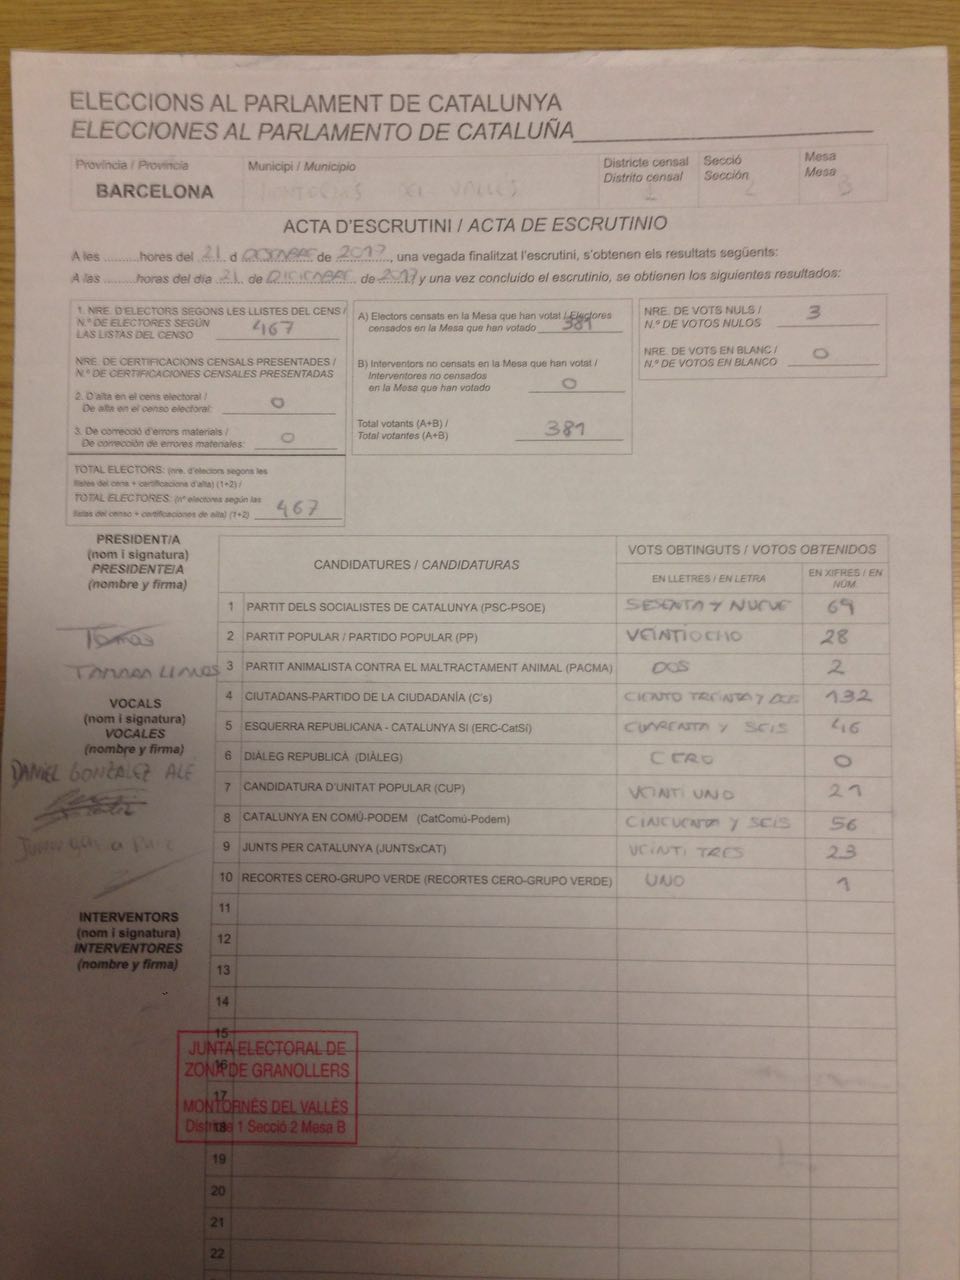 ELECCIONS AL PARLAMENT DE CATALUNYA
ELECCIONES AL PARLAMENTO DE CATALUÑA
Província / Provincia
BARCELONA
Municipi / Municipio
MONTORNES DEL VALLES
Districte censal
Distrito censal
1
Secció
Sección
2
Mesa
Mesa
B
ACTA D'ESCRUTINI / ACTA DE ESCRUTINIO
A les ..........hores del 21 d DICIEMBRE de 2017, una vegada finalitzat l'escrutini, s'obtenen els resultats següents:
A las ..........horas del día 21 de DICIEMBRE de 2017 y una vez concluido el escrutinio, se obtienen los siguientes resultados:
1. NRE. D'ELECTORS SEGONS LES LLISTES DEL CENS /
N.º DE ELECTORES SEGÚN
LAS LISTAS DEL CENSO 467
NRE. DE CERTIFICACIONS CENSALS PRESENTADES /
N.º DE CERTIFICACIONES CENSALES PRESENTADAS
2. D'alta en el cens electoral /
De alta en el censo electoral: 0
3. De correcció d'errors materials /
De corrección de errores materiales: 0
TOTAL ELECTORS: (nre. d'electors segons les
llistes del cens + certificacions d'alta) (1+2) /
TOTAL ELECTORES: (nº electores según las
listas del censo + certificaciones de alta) (1+2) 467
A) Electors censats en la Mesa que han votat / Electores
censados en la Mesa que han votado 381
B) Interventors no censats en la Mesa que han votat /
Interventores no censados
en la Mesa que han votado 0
Total votants (A+B) /
Total votantes (A+B) 381
NRE. DE VOTS NULS /
N.º DE VOTOS NULOS 3
NRE. DE VOTS EN BLANC /
N.º DE VOTOS EN BLANCO 0
PRESIDENT/A
(nom i signatura)
PRESIDENTE/A
(nombre y firma)
VOCALS
(nom i signatura)
VOCALES
(nombre y firma)
DANIEL GONZALEZ ALE
INTERVENTORS
(nom i signatura)
INTERVENTORES
(nombre y firma)
CANDIDATURES / CANDIDATURAS
VOTS OBTINGUTS / VOTOS OBTENIDOS
EN LLETRES / EN LETRA
EN XIFRES / EN NÚM.
1 PARTIT DELS SOCIALISTES DE CATALUNYA (PSC-PSOE) SESENTA Y NUEVE 69
2 PARTIT POPULAR / PARTIDO POPULAR (PP) VEINTIOCHO 28
3 PARTIT ANIMALISTA CONTRA EL MALTRACTAMENT ANIMAL (PACMA) DOS 2
4 CIUTADANS-PARTIDO DE LA CIUDADANÍA (C's) CIENTO TREINTA Y DOS 132
5 ESQUERRA REPUBLICANA - CATALUNYA SÍ (ERC-CatSí) CUARENTA Y SEIS 46
6 DIÀLEG REPUBLICÀ (DIÀLEG) CERO 0
7 CANDIDATURA D'UNITAT POPULAR (CUP) VEINTI UNO 21
8 CATALUNYA EN COMÚ-PODEM (CatComú-Podem) CINCUENTA Y SEIS 56
9 JUNTS PER CATALUNYA (JUNTSxCAT) VEINTI TRES 23
10 RECORTES CERO-GRUPO VERDE (RECORTES CERO-GRUPO VERDE) UNO 1
11
12
13
14
15
16
17
18
19
20
21
22
JUNTA ELECTORAL DE
ZONA DE GRANOLLERS
MONTORNÈS DEL VALLÈS
Districte 1 Secció 2 Mesa B